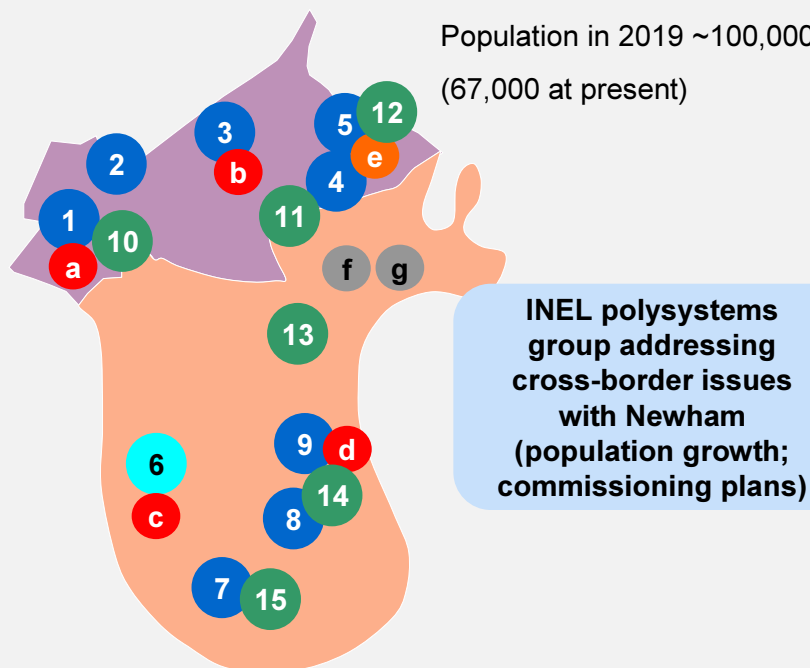 Population in 2019 ~100,000
(67,000 at present)
5
12
3
e
2
b
4
1
11
10
a
f
g
INEL polysystems
group addressing
cross-border issues
with Newham
(population growth;
commissioning plans)
13
9
d
6
14
c
8
7
15